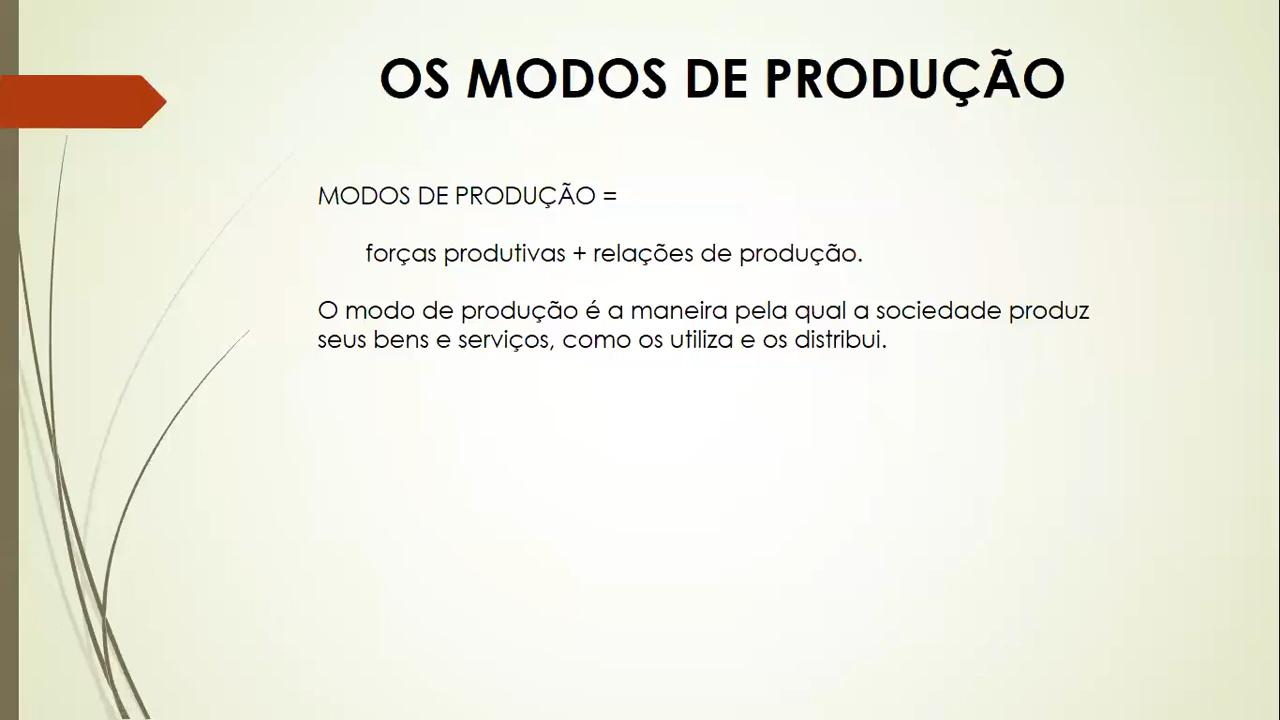 OS MODOS DE PRODUÇÃO
MODOS DE PRODUÇÃO =
forças produtivas + relações de produção.
O modo de produção é a maneira pela qual a sociedade produz
seus bens e serviços, como os utiliza e os distribui.